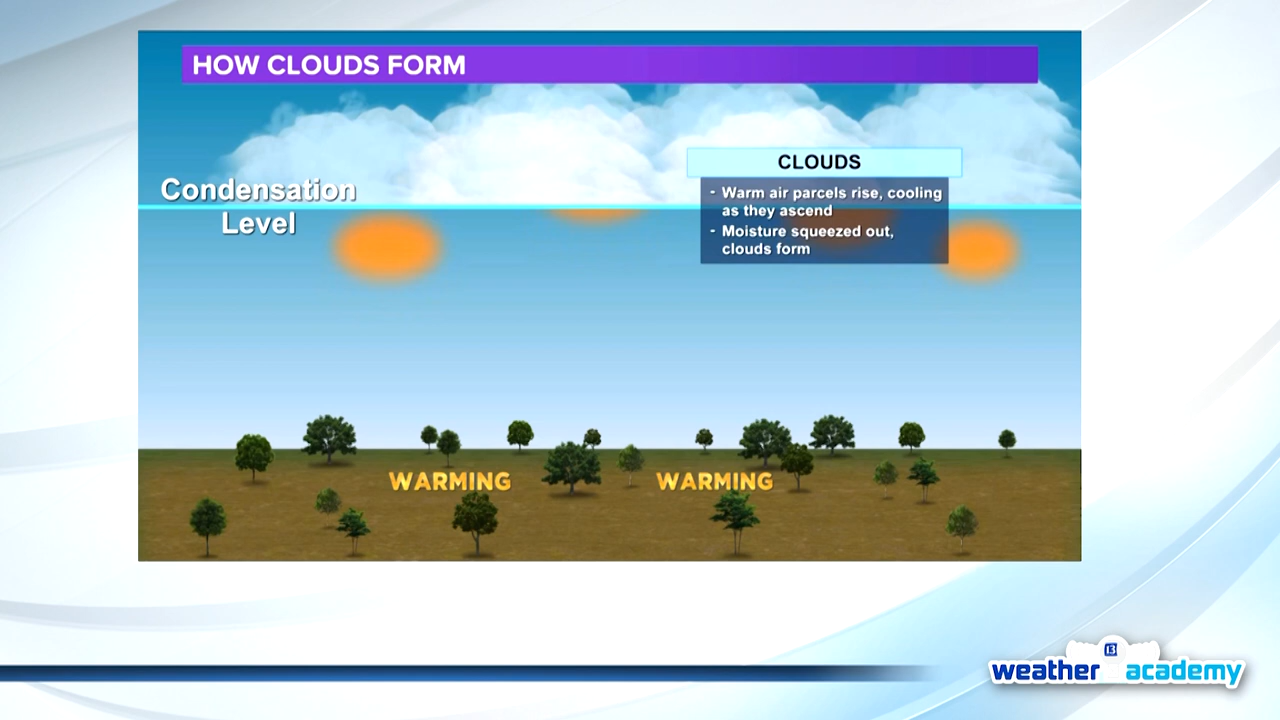 HOW CLOUDS FORM
CLOUDS
- Warm air parcels rise, cooling
as they ascend
- Moisture squeezed out,
clouds form
Condensation
Level
WARMING WARMING
13
weather academy